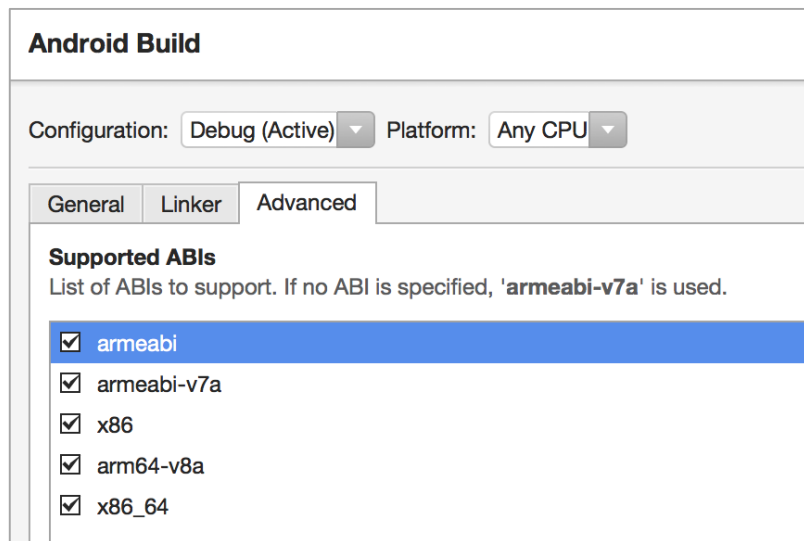 Android Build
Configuration: Debug (Active) Platform: Any CPU
General Linker Advanced
Supported ABIs
List of ABIs to support. If no ABI is specified, 'armeabi-v7a' is used.
armeabi
armeabi-v7a
x86
arm64-v8a
x86_64